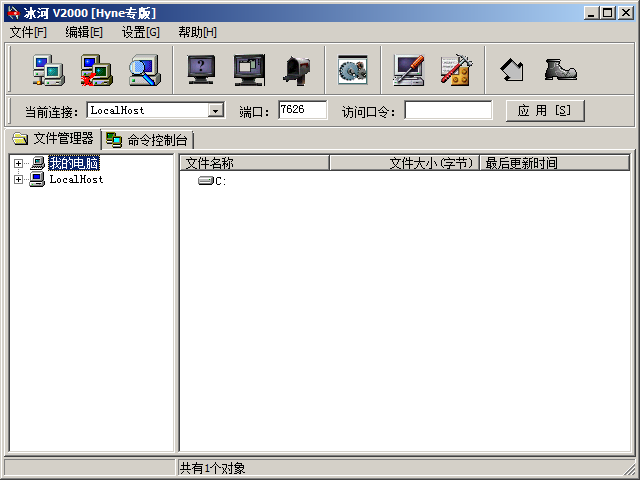 冰河 V2000 [Hyne专版]
文件[F] 编辑[E] 设置[G] 帮助[H]
当前连接: LocalHost 端口: 7626 访问口令: 应 用 [S]
文件管理器 命令控制台
我的电脑 文件名称 文件大小(字节) 最后更新时间
LocalHost C:
共有1个对象